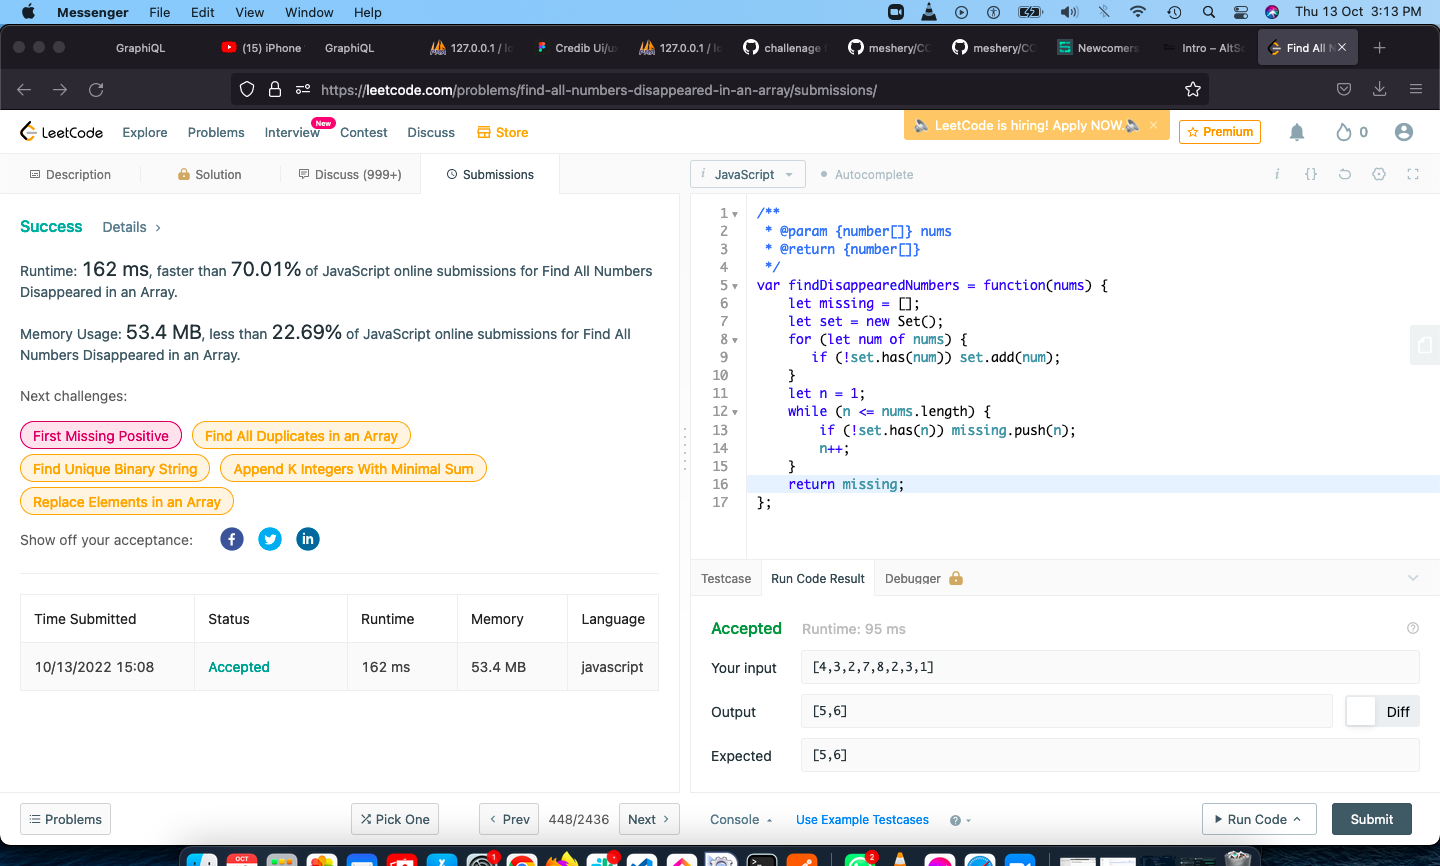 Messenger File Edit View Window Help Thu 13 Oct 3:13 PM
GraphiQL (15) iPhone GraphiQL 127.0.0.1 / lo Credib Ui/ux 127.0.0.1 / lo challenage meshery/CO meshery/CO Newcomers Intro – AltSc Find All N
https://leetcode.com/problems/find-all-numbers-disappeared-in-an-array/submissions/
LeetCode Explore Problems Interview New Contest Discuss Store LeetCode is hiring! Apply NOW. Premium 0
Description Solution Discuss (999+) Submissions
i JavaScript Autocomplete i {}
Success Details
Runtime: 162 ms, faster than 70.01% of JavaScript online submissions for Find All Numbers
Disappeared in an Array.
Memory Usage: 53.4 MB, less than 22.69% of JavaScript online submissions for Find All
Numbers Disappeared in an Array.
Next challenges:
First Missing Positive Find All Duplicates in an Array
Find Unique Binary String Append K Integers With Minimal Sum
Replace Elements in an Array
Show off your acceptance:
Time Submitted Status Runtime Memory Language
10/13/2022 15:08 Accepted 162 ms 53.4 MB javascript
1 /**
2 * @param {number[]} nums
3 * @return {number[]}
4 */
5 var findDisappearedNumbers = function(nums) {
6 let missing = [];
7 let set = new Set();
8 for (let num of nums) {
9 if (!set.has(num)) set.add(num);
10 }
11 let n = 1;
12 while (n <= nums.length) {
13 if (!set.has(n)) missing.push(n);
14 n++;
15 }
16 return missing;
17 };
Testcase Run Code Result Debugger
Accepted Runtime: 95 ms
Your input [4,3,2,7,8,2,3,1]
Output [5,6] Diff
Expected [5,6]
Problems Pick One Prev 448/2436 Next Console Use Example Testcases Run Code Submit
OCT 1 2